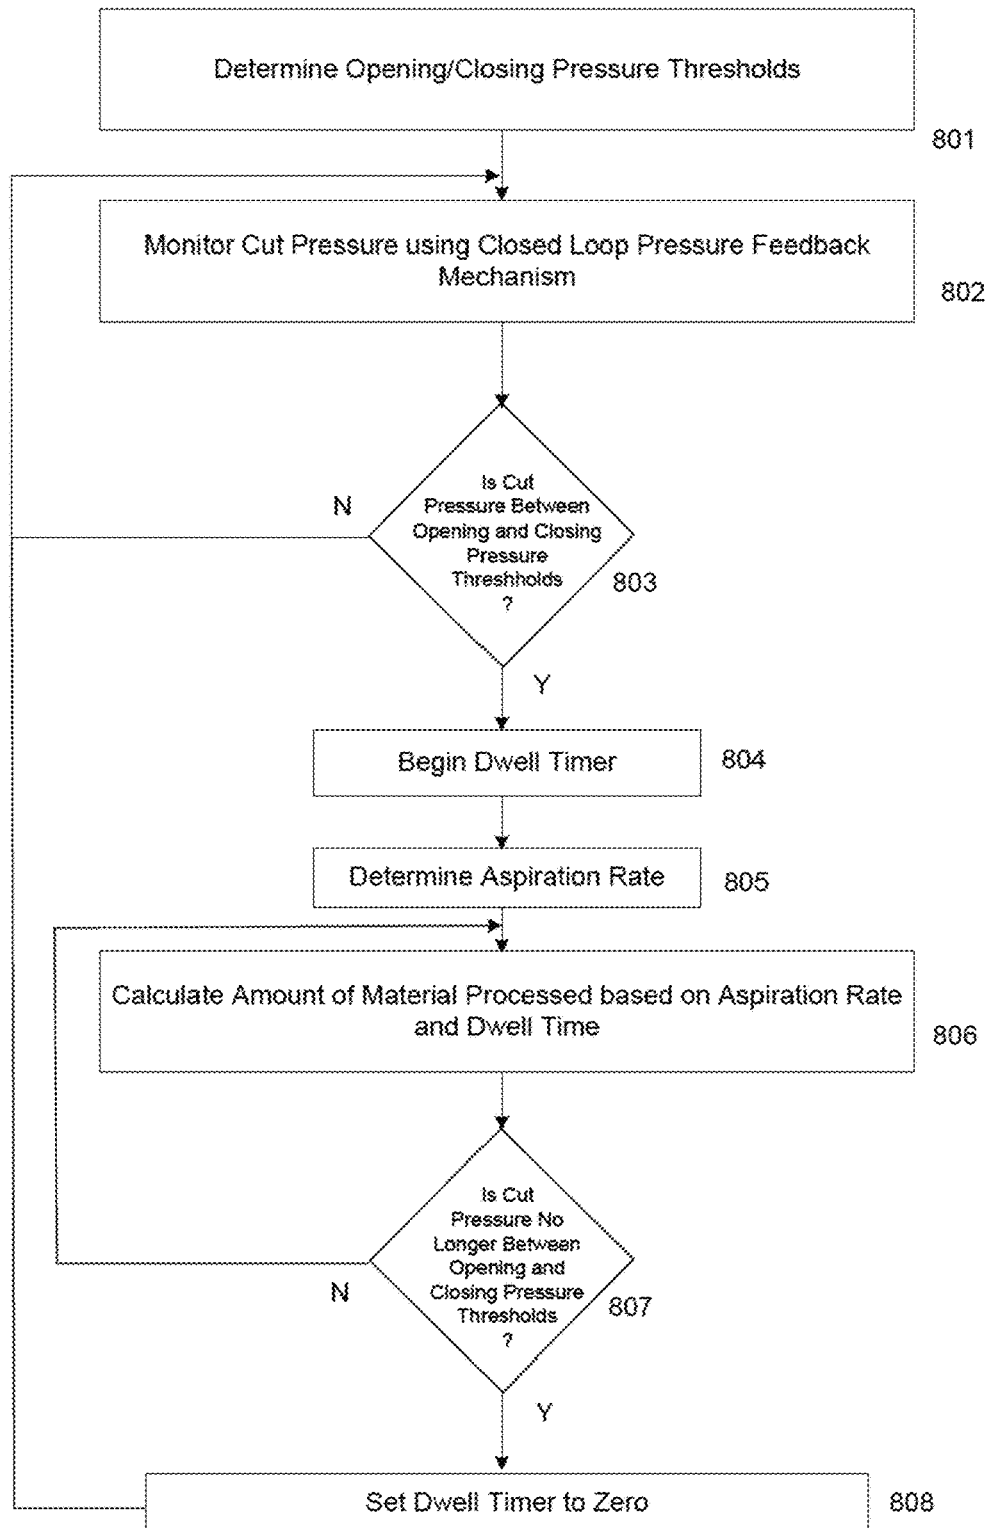 Determine Opening/Closing Pressure Thresholds
801
Monitor Cut Pressure using Closed Loop Pressure Feedback
Mechanism
802
Is Cut
Pressure Between
Opening and Closing
Pressure
Threshholds
?
N
803
Y
Begin Dwell Timer
804
Determine Aspiration Rate
805
Calculate Amount of Material Processed based on Aspiration Rate
and Dwell Time
806
Is Cut
Pressure No
Longer Between
Opening and
Closing Pressure
Thresholds
?
N
807
Y
Set Dwell Timer to Zero
808